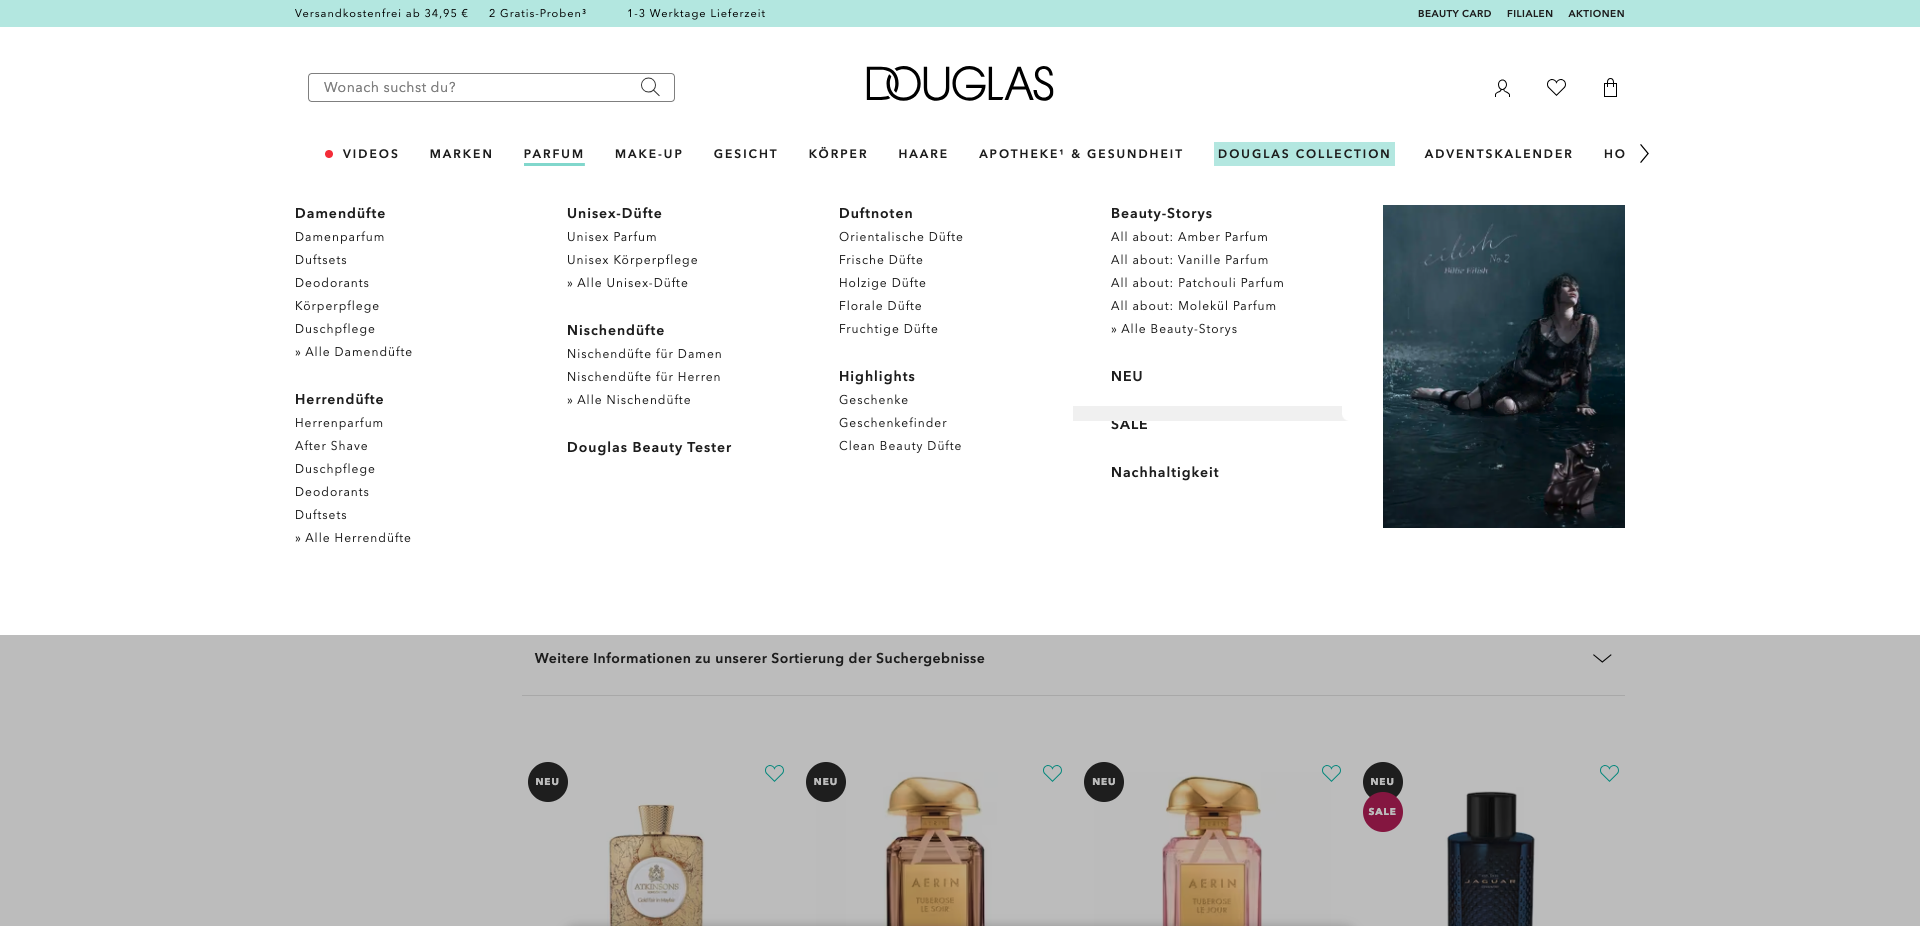 Versandkostenfrei ab 34,95 € 2 Gratis-Proben³ 1-3 Werktage Lieferzeit BEAUTY CARD FILIALEN AKTIONEN
Wonach suchst du?
DOUGLAS
VIDEOS MARKEN PARFUM MAKE-UP GESICHT KÖRPER HAARE APOTHEKE¹ & GESUNDHEIT DOUGLAS COLLECTION ADVENTSKALENDER HO
Damendüfte
Damenparfum
Duftsets
Deodorants
Körperpflege
Duschpflege
» Alle Damendüfte
Herrendüfte
Herrenparfum
After Shave
Duschpflege
Deodorants
Duftsets
» Alle Herrendüfte
Unisex-Düfte
Unisex Parfum
Unisex Körperpflege
» Alle Unisex-Düfte
Nischendüfte
Nischendüfte für Damen
Nischendüfte für Herren
» Alle Nischendüfte
Douglas Beauty Tester
Duftnoten
Orientalische Düfte
Frische Düfte
Holzige Düfte
Florale Düfte
Fruchtige Düfte
Highlights
Geschenke
Geschenkefinder
Clean Beauty Düfte
Beauty-Storys
All about: Amber Parfum
All about: Vanille Parfum
All about: Patchouli Parfum
All about: Molekül Parfum
» Alle Beauty-Storys
NEU
SALE
Nachhaltigkeit
eilish
No. 2
Billie Eilish
Weitere Informationen zu unserer Sortierung der Suchergebnisse
NEU
ATKINSONS
NEU
AERIN
TUBEROSE
LE SOIR
NEU
AERIN
TUBEROSE
LE JOUR
NEU
SALE
JAGUAR